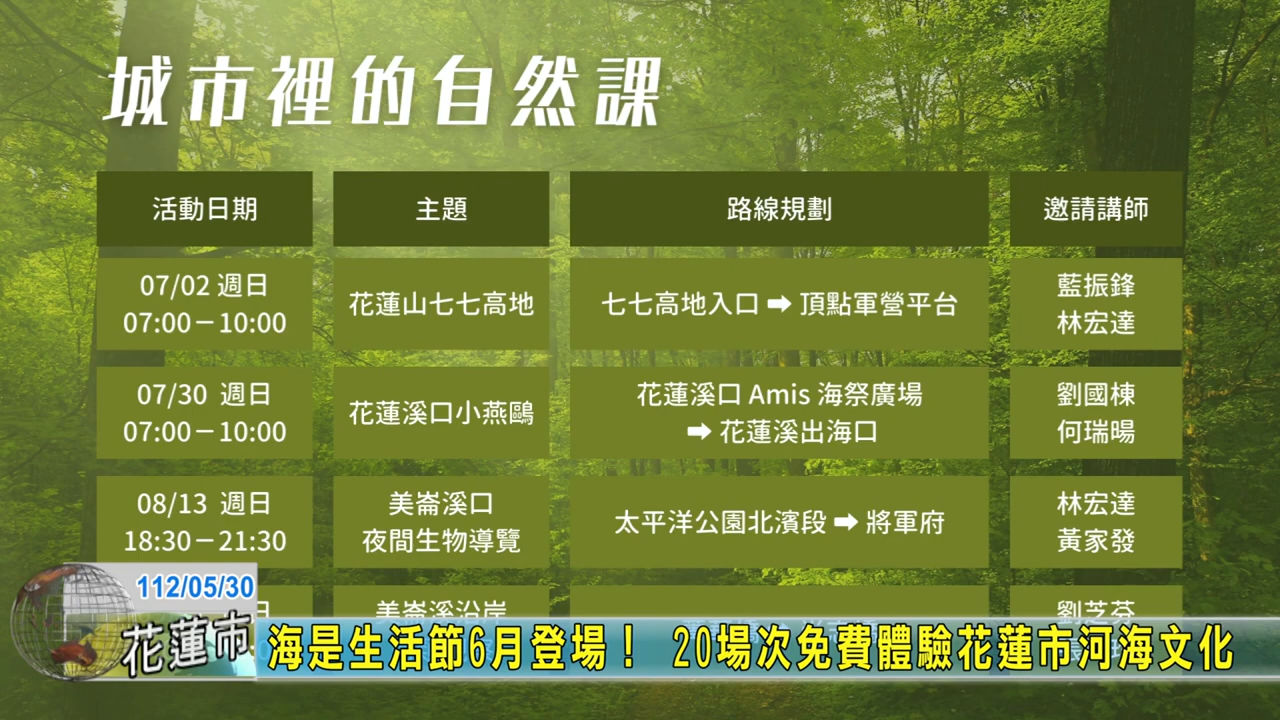 城市裡的自然課
活動日期
主題
路線規劃
邀請講師
07/02 週日
07:00－10:00
花蓮山七七高地
七七高地入口 ➡ 頂點軍營平台
藍振鋒
林宏達
07/30 週日
07:00－10:00
花蓮溪口小燕鷗
花蓮溪口 Amis 海祭廣場
➡ 花蓮溪出海口
劉國棟
何瑞暘
08/13 週日
18:30－21:30
美崙溪口
夜間生物導覽
太平洋公園北濱段 ➡ 將軍府
林宏達
黃家發
美崙溪沿岸
劉芝芬
112/05/30
花蓮市
海是生活節6月登場！ 20場次免費體驗花蓮市河海文化